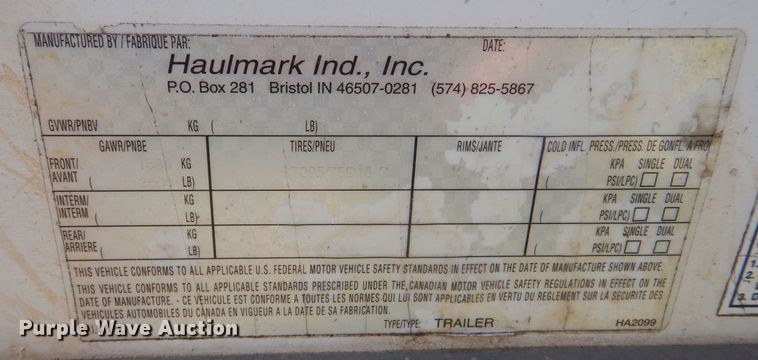 MANUFACTURED BY / FABRIQUE PAR: DATE:
Haulmark Ind., Inc.
P.O. Box 281 Bristol IN 46507-0281 (574) 825-5867
GVWR/PNBV KG ( LB)
GAWR/PNBE TIRES/PNEU RIMS/JANTE COLD INFL. PRESS./PRESS. DE GONFL. A FRO
FRONT/ KG KPA SINGLE DUAL
AVANT ( LB) PSI/LPC)
INTERM/ KG KPA SINGLE DUAL
INTERM ( LB) PSI/LPC)
REAR/ KG KPA SINGLE DUAL
ARRIERE ( LB) PSI/LPC)
THIS VEHICLE CONFORMS TO ALL APPLICABLE U.S. FEDERAL MOTOR VEHICLE SAFETY STANDARDS IN EFFECT ON THE DATE OF MANUFACTURE SHOWN ABOVE.
THIS VEHICLE CONFORMS TO ALL APPLICABLE STANDARDS PRESCRIBED UNDER THE CANADIAN MOTOR VEHICLE SAFETY REGULATIONS IN EFFECT ON THE
DATE OF MANUFACTURE. - CE VEHICULE EST CONFORME A TOUTES LES NORMES QUI LUI SONT APPLICABLES EN VERTU DU REGLEMENT SUR LA SECURITE DES
VEHICULES AUTOMOBILES DU CANADA EN VIGUEUR A LA DATE DE SA FABRICATION.
TYPE/TYPE: TRAILER HA2099
Purple Wave Auction